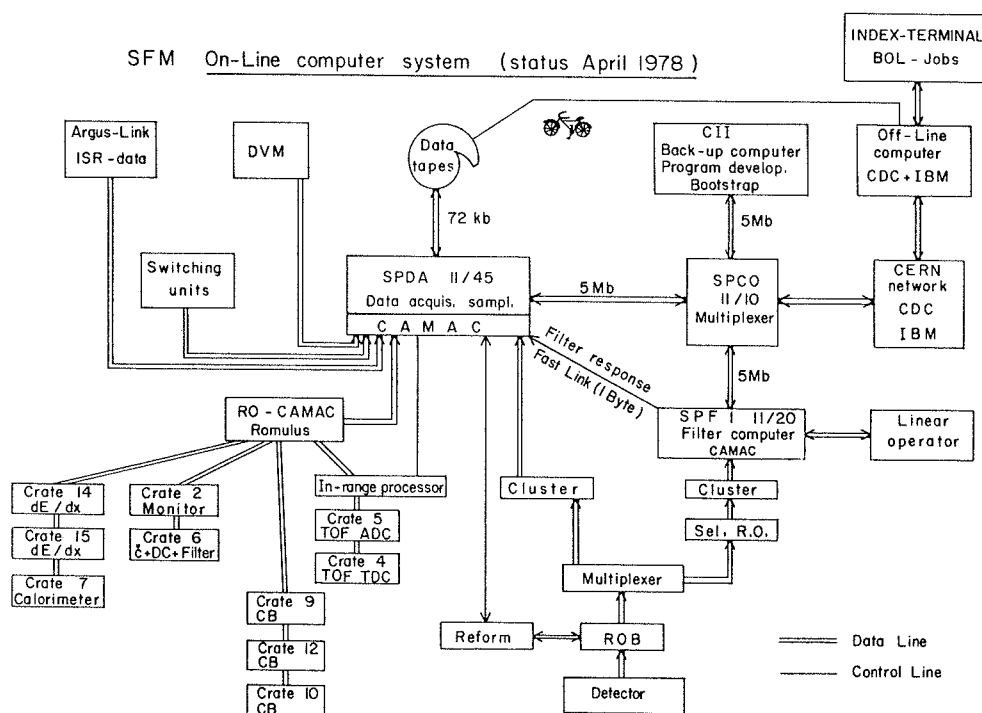 SFM On-Line computer system (status April 1978)
INDEX-TERMINAL
BOL - Jobs
Argus-Link
ISR-data
DVM
Data
tapes
CII
Back-up computer
Program develop.
Bootstrap
Off-Line
computer
CDC+IBM
72 kb
5Mb
Switching
units
SPDA 11/45
Data acquis. sampl.
CAMAC
5Mb
SPCO
11/10
Multiplexer
CERN
network
CDC
IBM
Filter response
Fast Link (1 Byte)
5Mb
RO-CAMAC
Romulus
SPF 1 11/20
Filter computer
CAMAC
Linear
operator
Crate 14
dE/dx
Crate 2
Monitor
In-range processor
Cluster
Cluster
Crate 15
dE/dx
Crate 6
Č+DC+Filter
Crate 5
TOF ADC
Sel. R.O.
Crate 7
Calorimeter
Crate 4
TOF TDC
Multiplexer
Crate 9
CB
Reform
ROB
Crate 12
CB
Data Line
Crate 10
CB
Detector
Control Line